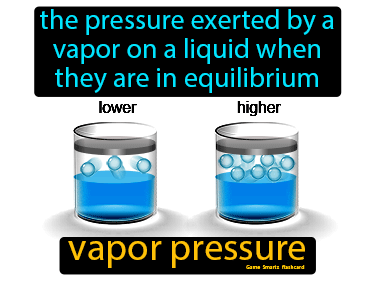 the pressure exerted by a
vapor on a liquid when
they are in equilibrium
lower higher
vapor pressure
Game Smartz Flashcard